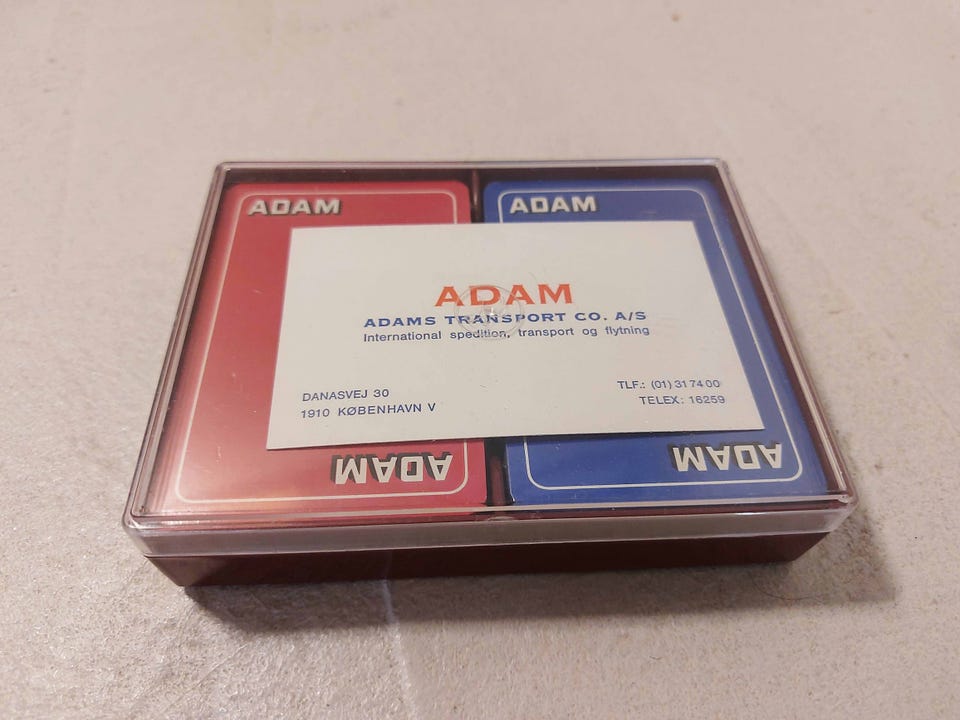 ADAM
ADAM
ADAM
ADAMS TRANSPORT CO. A/S
International spedition, transport og flytning
DANASVEJ 30
1910 KØBENHAVN V
TLF.: (01) 31 74 00
TELEX: 16259
ADAM
ADAM